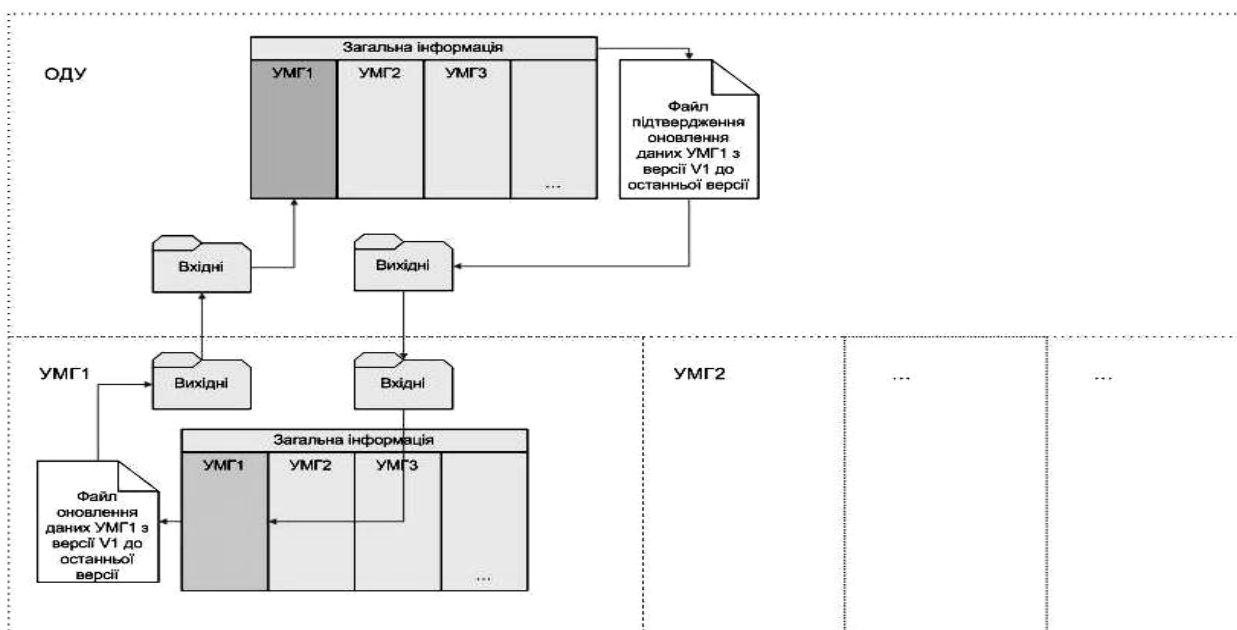 ОДУ
Загальна інформація
УМГ1
УМГ2
УМГ3
...
Файл
підтвердження
оновлення
даних УМГ1 з
версії V1 до
останньої версії
Вхідні
Вихідні
УМГ1
Вихідні
Вхідні
УМГ2
...
...
Загальна інформація
УМГ1
УМГ2
УМГ3
...
Файл
оновлення
даних УМГ1 з
версії V1 до
останньої
версії